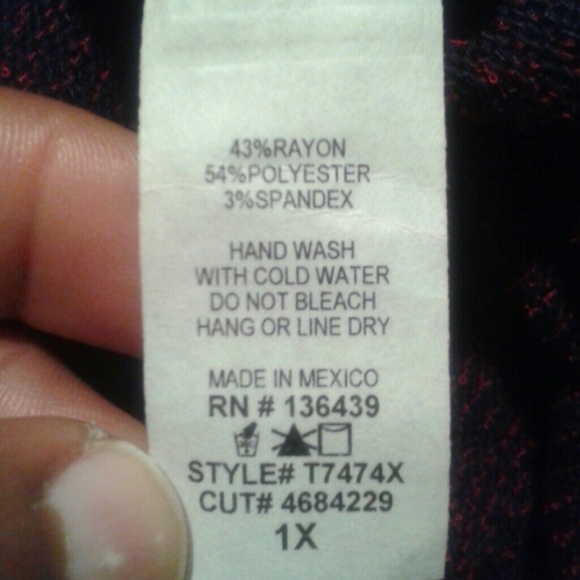 43%RAYON
54%POLYESTER
3%SPANDEX
HAND WASH
WITH COLD WATER
DO NOT BLEACH
HANG OR LINE DRY
MADE IN MEXICO
RN # 136439
STYLE# T7474X
CUT# 4684229
1X